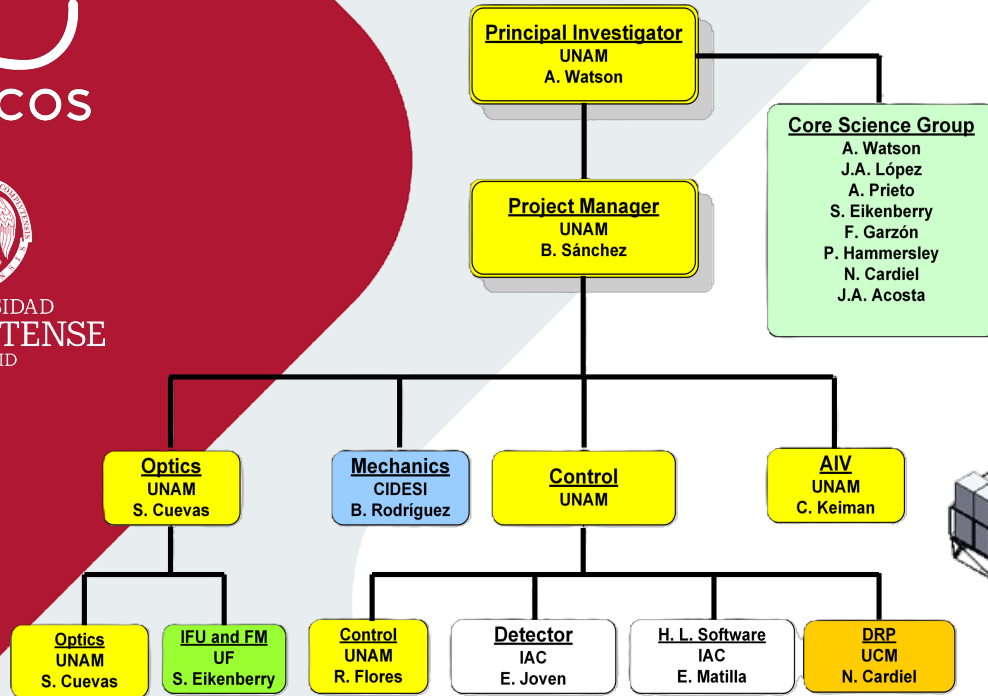 COS
SIDAD
TENSE
ID
Principal Investigator
UNAM
A. Watson
Core Science Group
A. Watson
J.A. López
A. Prieto
S. Eikenberry
F. Garzón
P. Hammersley
N. Cardiel
J.A. Acosta
Project Manager
UNAM
B. Sánchez
Optics
UNAM
S. Cuevas
Mechanics
CIDESI
B. Rodríguez
Control
UNAM
AIV
UNAM
C. Keiman
Optics
UNAM
S. Cuevas
IFU and FM
UF
S. Eikenberry
Control
UNAM
R. Flores
Detector
IAC
E. Joven
H. L. Software
IAC
E. Matilla
DRP
UCM
N. Cardiel